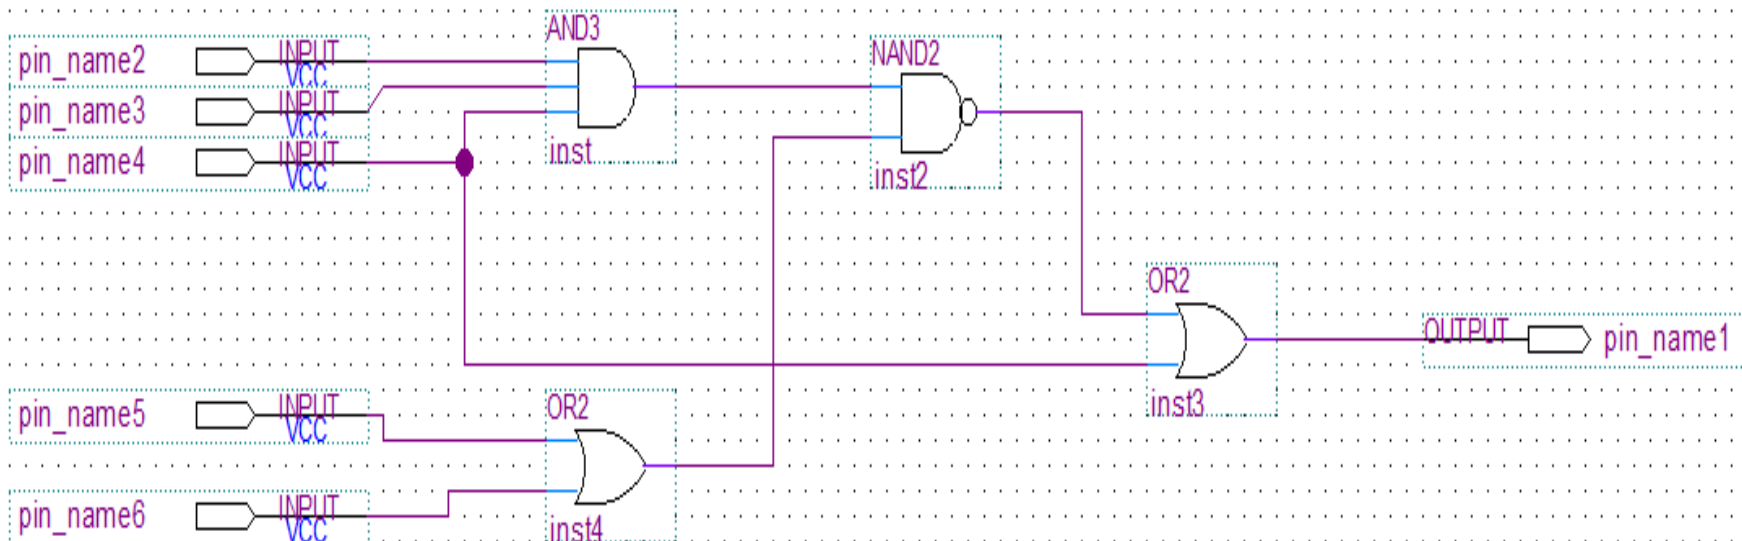 AND3
pin_name2 INPUT VCC
NAND2
pin_name3 INPUT VCC
pin_name4 INPUT VCC
inst
inst2
OR2
OUTPUT pin_name1
pin_name5 INPUT VCC
OR2
inst3
pin_name6 INPUT VCC
inst4